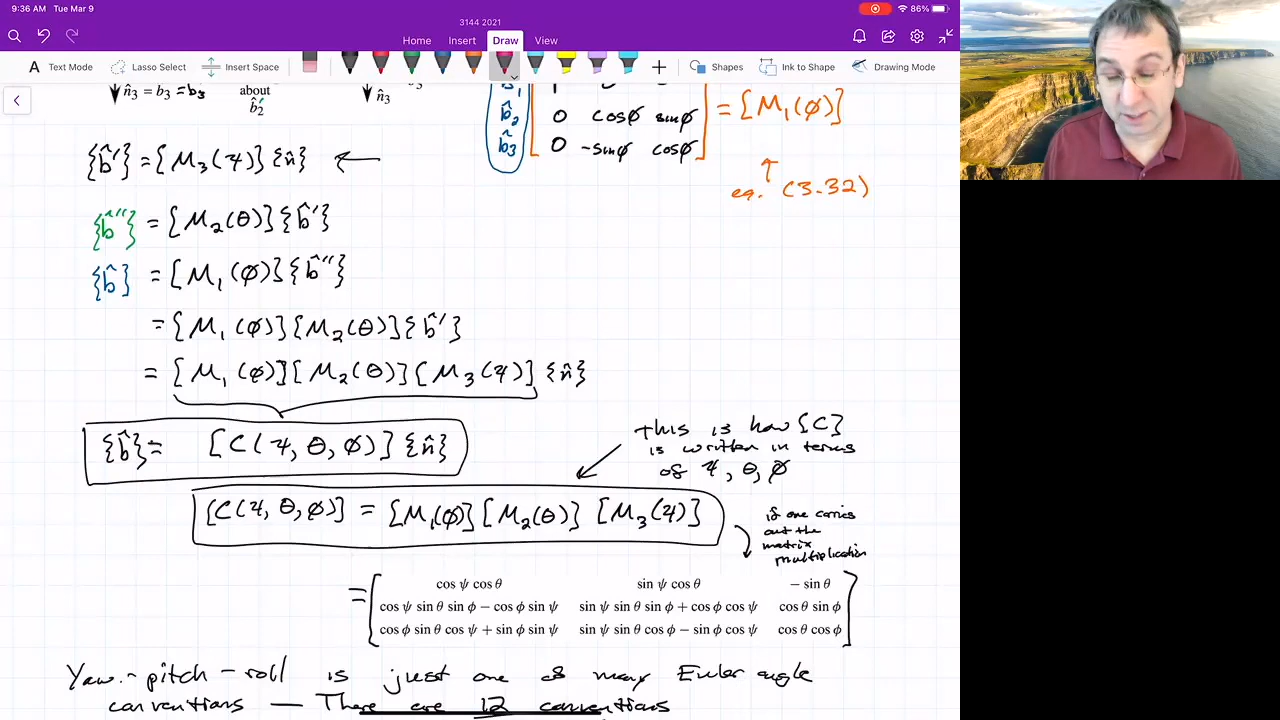 9:36 AM Tue Mar 9
86%
3144 2021
Home Insert Draw View
Text Mode Lasso Select Insert Space Shapes Ink to Shape Drawing Mode
n̂₃ = b₃ = b₃
about
b̂₂′
n̂₃
b̂₂ 0 cosφ sinφ
b̂₃ 0 -sinφ cosφ
= [M₁(φ)]
eq. (3.32)
{b̂′} = [M₃(ψ)]{n̂}
{b̂″} = [M₂(θ)]{b̂′}
{b̂} = [M₁(φ)]{b̂″}
= [M₁(φ)][M₂(θ)]{b̂′}
= [M₁(φ)][M₂(θ)][M₃(ψ)]{n̂}
{b̂} = [C(ψ, θ, φ)]{n̂}
This is how [C]
is written in terms
of ψ, θ, φ
[C(ψ, θ, φ)] = [M₁(φ)][M₂(θ)][M₃(ψ)]
if one carries
out the
matrix
multiplication
= [ cos ψ cos θ sin ψ cos θ − sin θ
cos ψ sin θ sin φ − cos φ sin ψ sin ψ sin θ sin φ + cos φ cos ψ cos θ sin φ
cos φ sin θ cos ψ + sin φ sin ψ sin ψ sin θ cos φ − sin φ cos ψ cos θ cos φ ]
Yaw-pitch-roll is just one of many Euler angle
conventions — There are 12 conventions